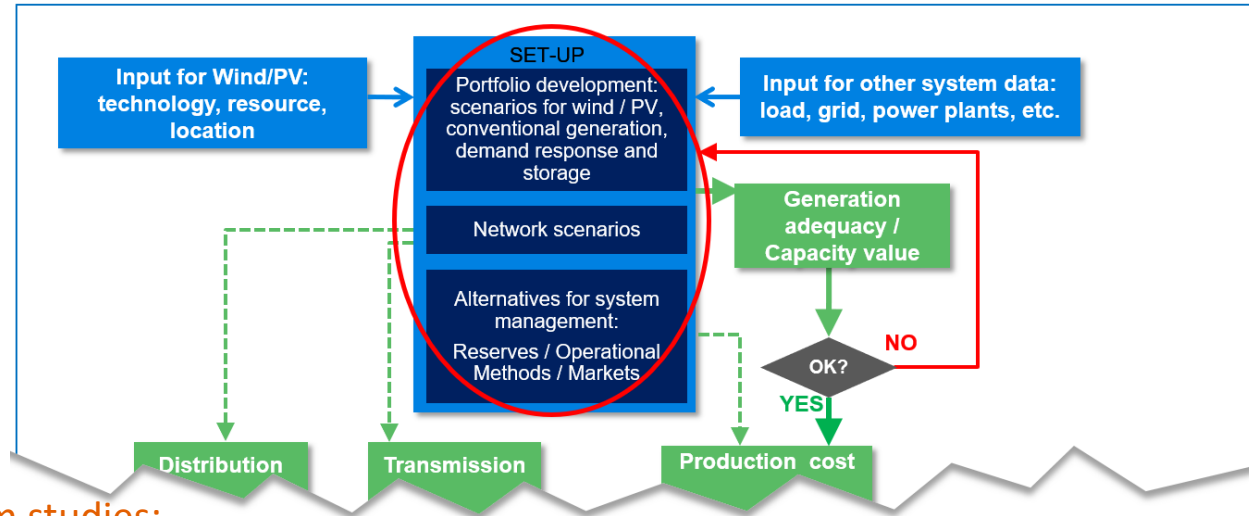 SET-UP
Input for Wind/PV:
technology, resource,
location
Portfolio development:
scenarios for wind / PV,
conventional generation,
demand response and
storage
Input for other system data:
load, grid, power plants, etc.
Network scenarios
Generation
adequacy /
Capacity value
Alternatives for system
management:
Reserves / Operational
Methods / Markets
OK?
NO
YES
Distribution
Transmission
Production cost
studies: